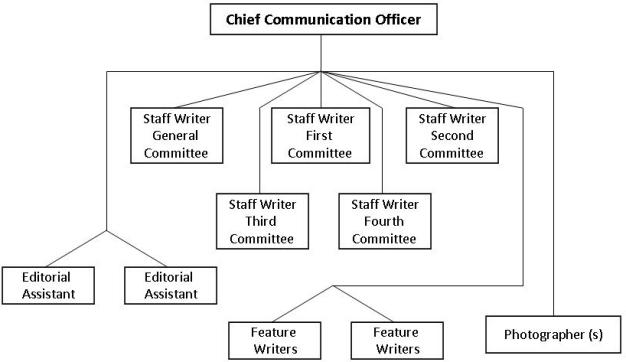 Chief Communication Officer
Staff Writer
General
Committee
Staff Writer
First
Committee
Staff Writer
Second
Committee
Staff Writer
Third
Committee
Staff Writer
Fourth
Committee
Editorial
Assistant
Editorial
Assistant
Feature
Writers
Feature
Writers
Photographer (s)